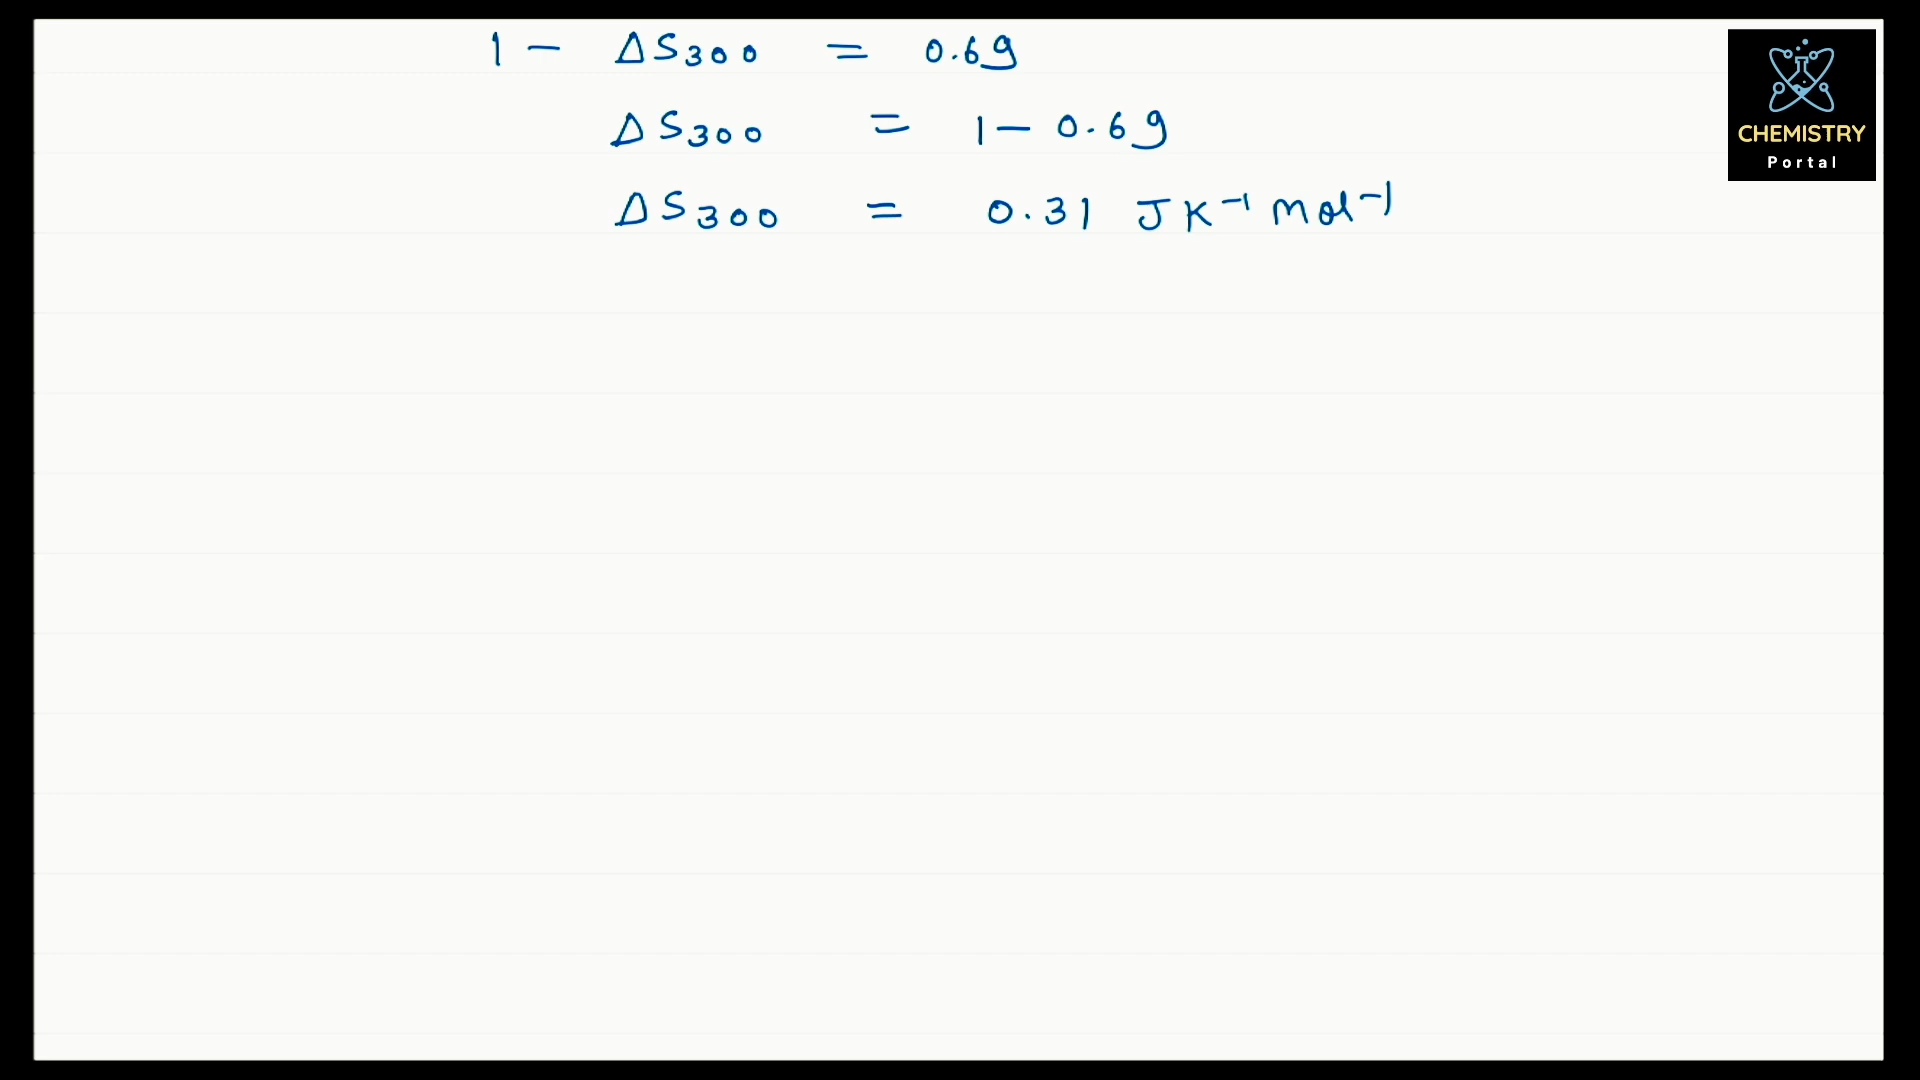 1 - ΔS₃₀₀ = 0.69
ΔS₃₀₀ = 1 - 0.69
ΔS₃₀₀ = 0.31 JK⁻¹ mol⁻¹
CHEMISTRY
Portal